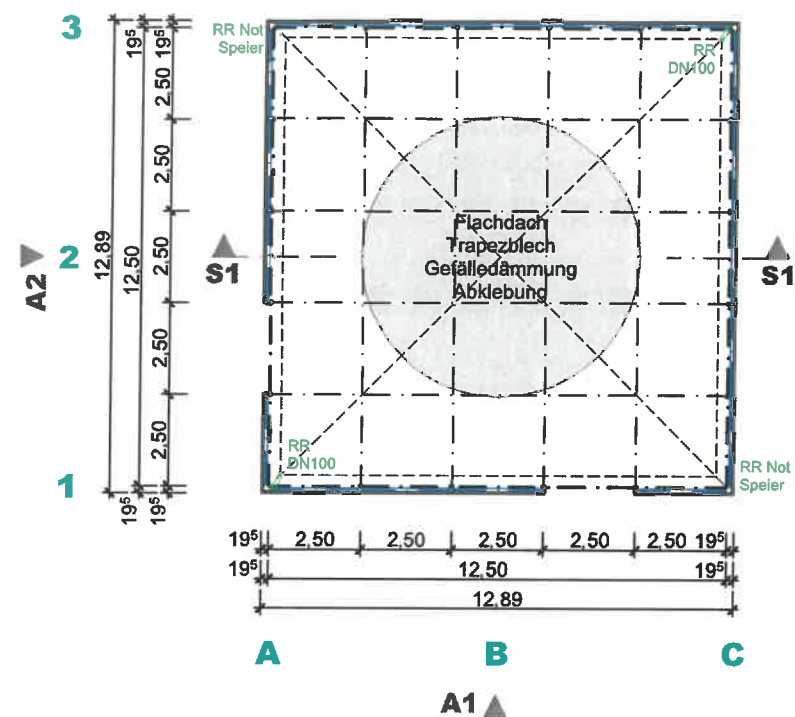 3
RR Not
Speier
RR
DN100
19⁵
19⁵
2,50
2,50
2,50
2,50
2,50
12,50
12,89
19⁵
19⁵
A2
2
S1
S1
Flachdach
Trapezblech
Gefälledämmung
Abklebung
RR
DN100
RR Not
Speier
1
19⁵ 2,50 2,50 2,50 2,50 2,50 19⁵
19⁵ 12,50 19⁵
12,89
A B C
A1